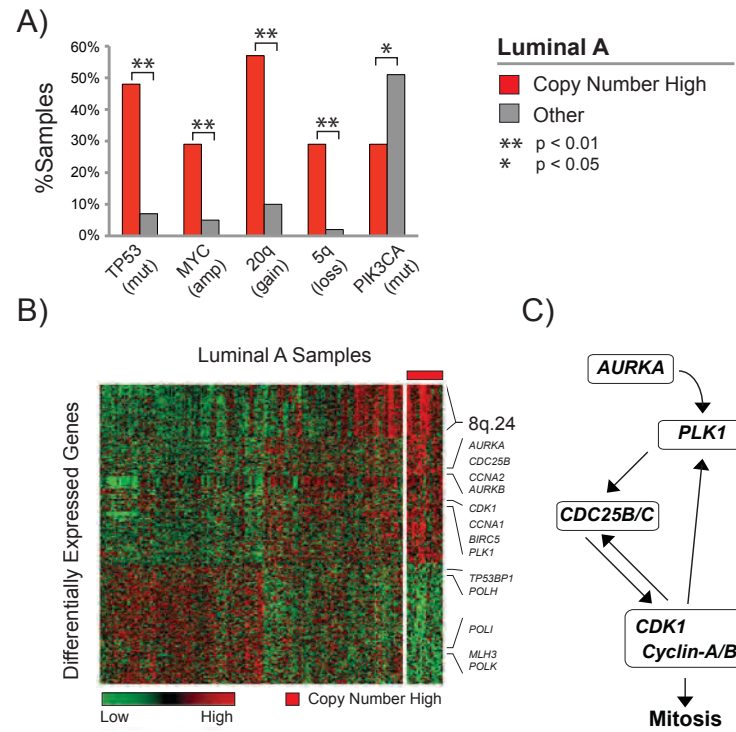 A)
60%
50%
40%
30%
20%
10%
0%
%Samples
**
**
**
**
*
TP53
(mut)
MYC
(amp)
20q
(gain)
5q
(loss)
PIK3CA
(mut)
Luminal A
Copy Number High
Other
** p < 0.01
* p < 0.05
B)
Luminal A Samples
Differentially Expressed Genes
8q.24
AURKA
CDC25B
CCNA2
AURKB
CDK1
CCNA1
BIRC5
PLK1
TP53BP1
POLH
POLI
MLH3
POLK
Low High
Copy Number High
C)
AURKA
PLK1
CDC25B/C
CDK1
Cyclin-A/B
Mitosis